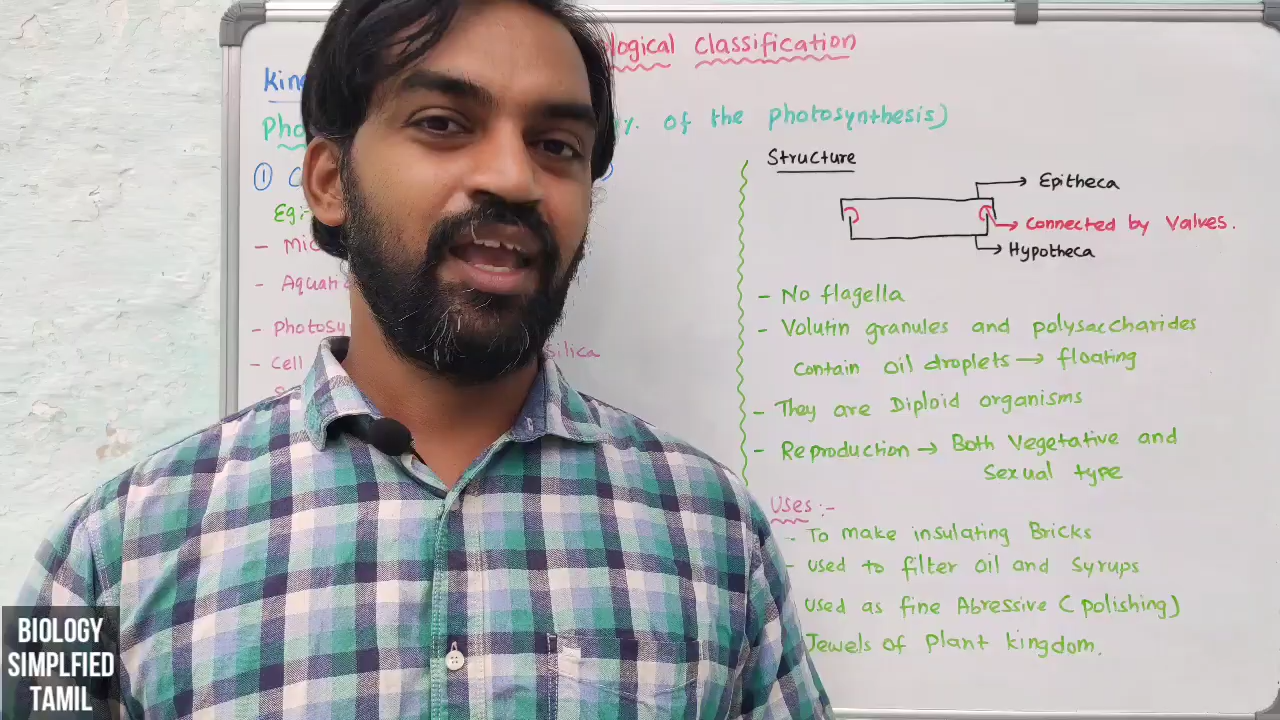 ological classification
Kin
Pho
%. of the photosynthesis)
① C
)
Eg:
- Mic
- Aquati
- Photosy
- Cell
Silica
Structure
Epitheca
Connected by Valves.
Hypotheca
- No flagella
- Volutin granules and polysaccharides
Contain oil droplets → floating
- They are Diploid organisms
- Reproduction → Both Vegetative and
Sexual type
Uses :-
- To make insulating Bricks
- used to filter Oil and Syrups
used as fine Abressive (polishing)
Jewels of Plant kingdom.
BIOLOGY
SIMPLFIED
TAMIL